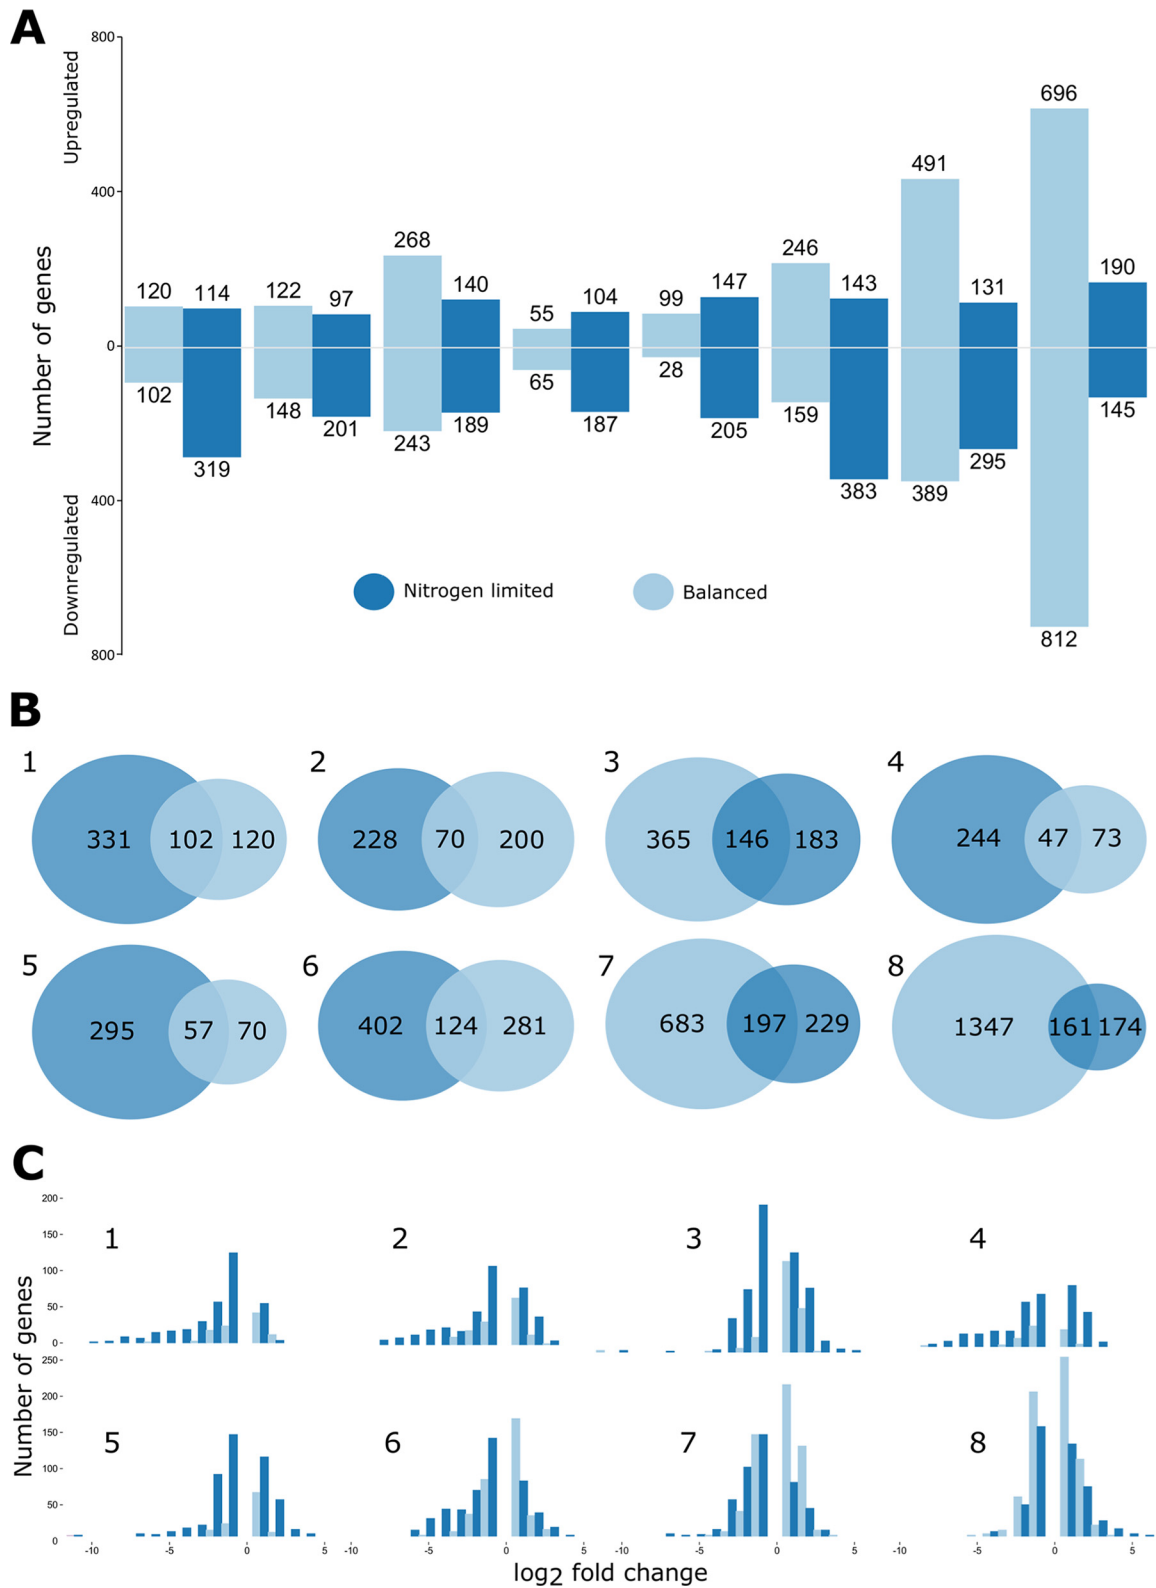 A
800
Upregulated
400
Number of genes
0
400
Downregulated
800
120 114 122 97 268 140 55 104 99 147 246 143 491 131 696 190
102 319 148 201 243 189 65 187 28 205 159 383 389 295 812 145
Nitrogen limited Balanced
B
1 2 3 4
331 102 120 228 70 200 365 146 183 244 47 73
5 6 7 8
295 57 70 402 124 281 683 197 229 1347 161 174
C
200
150
100
50
0
Number of genes
1 2 3 4
250
200
150
100
50
0
Number of genes
5 6 7 8
-10 -5 0 5 -10 -5 0 5 -10 -5 0 5 -10 -5 0 5
log2 fold change